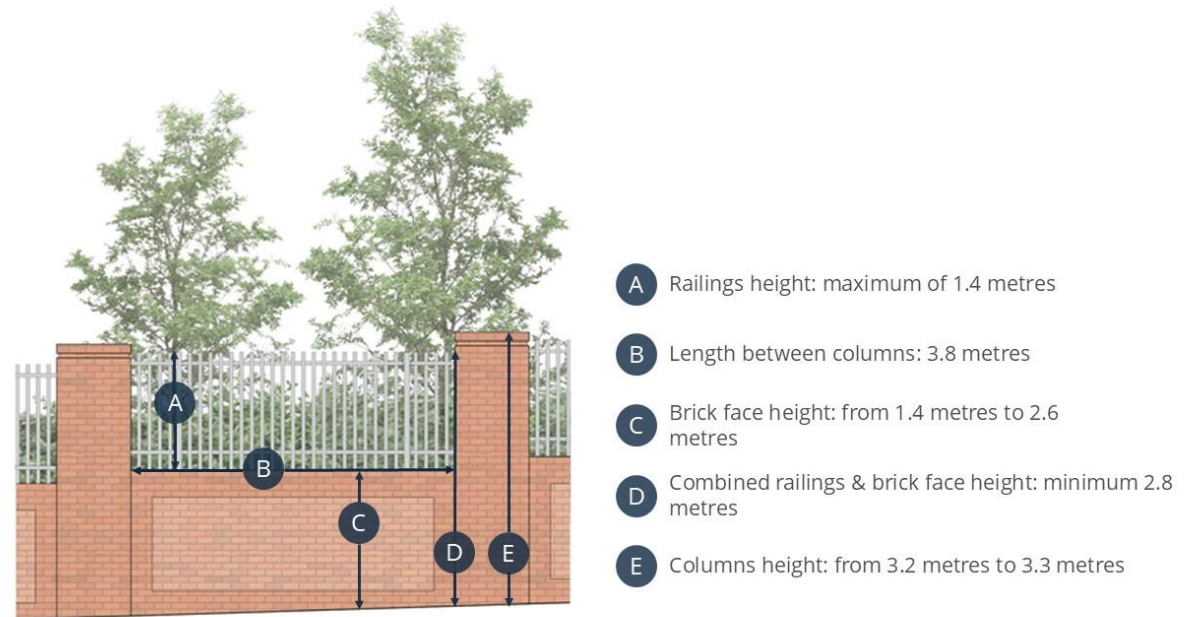 A
B
C
D
E
A Railings height: maximum of 1.4 metres
B Length between columns: 3.8 metres
C Brick face height: from 1.4 metres to 2.6
metres
D Combined railings & brick face height: minimum 2.8
metres
E Columns height: from 3.2 metres to 3.3 metres